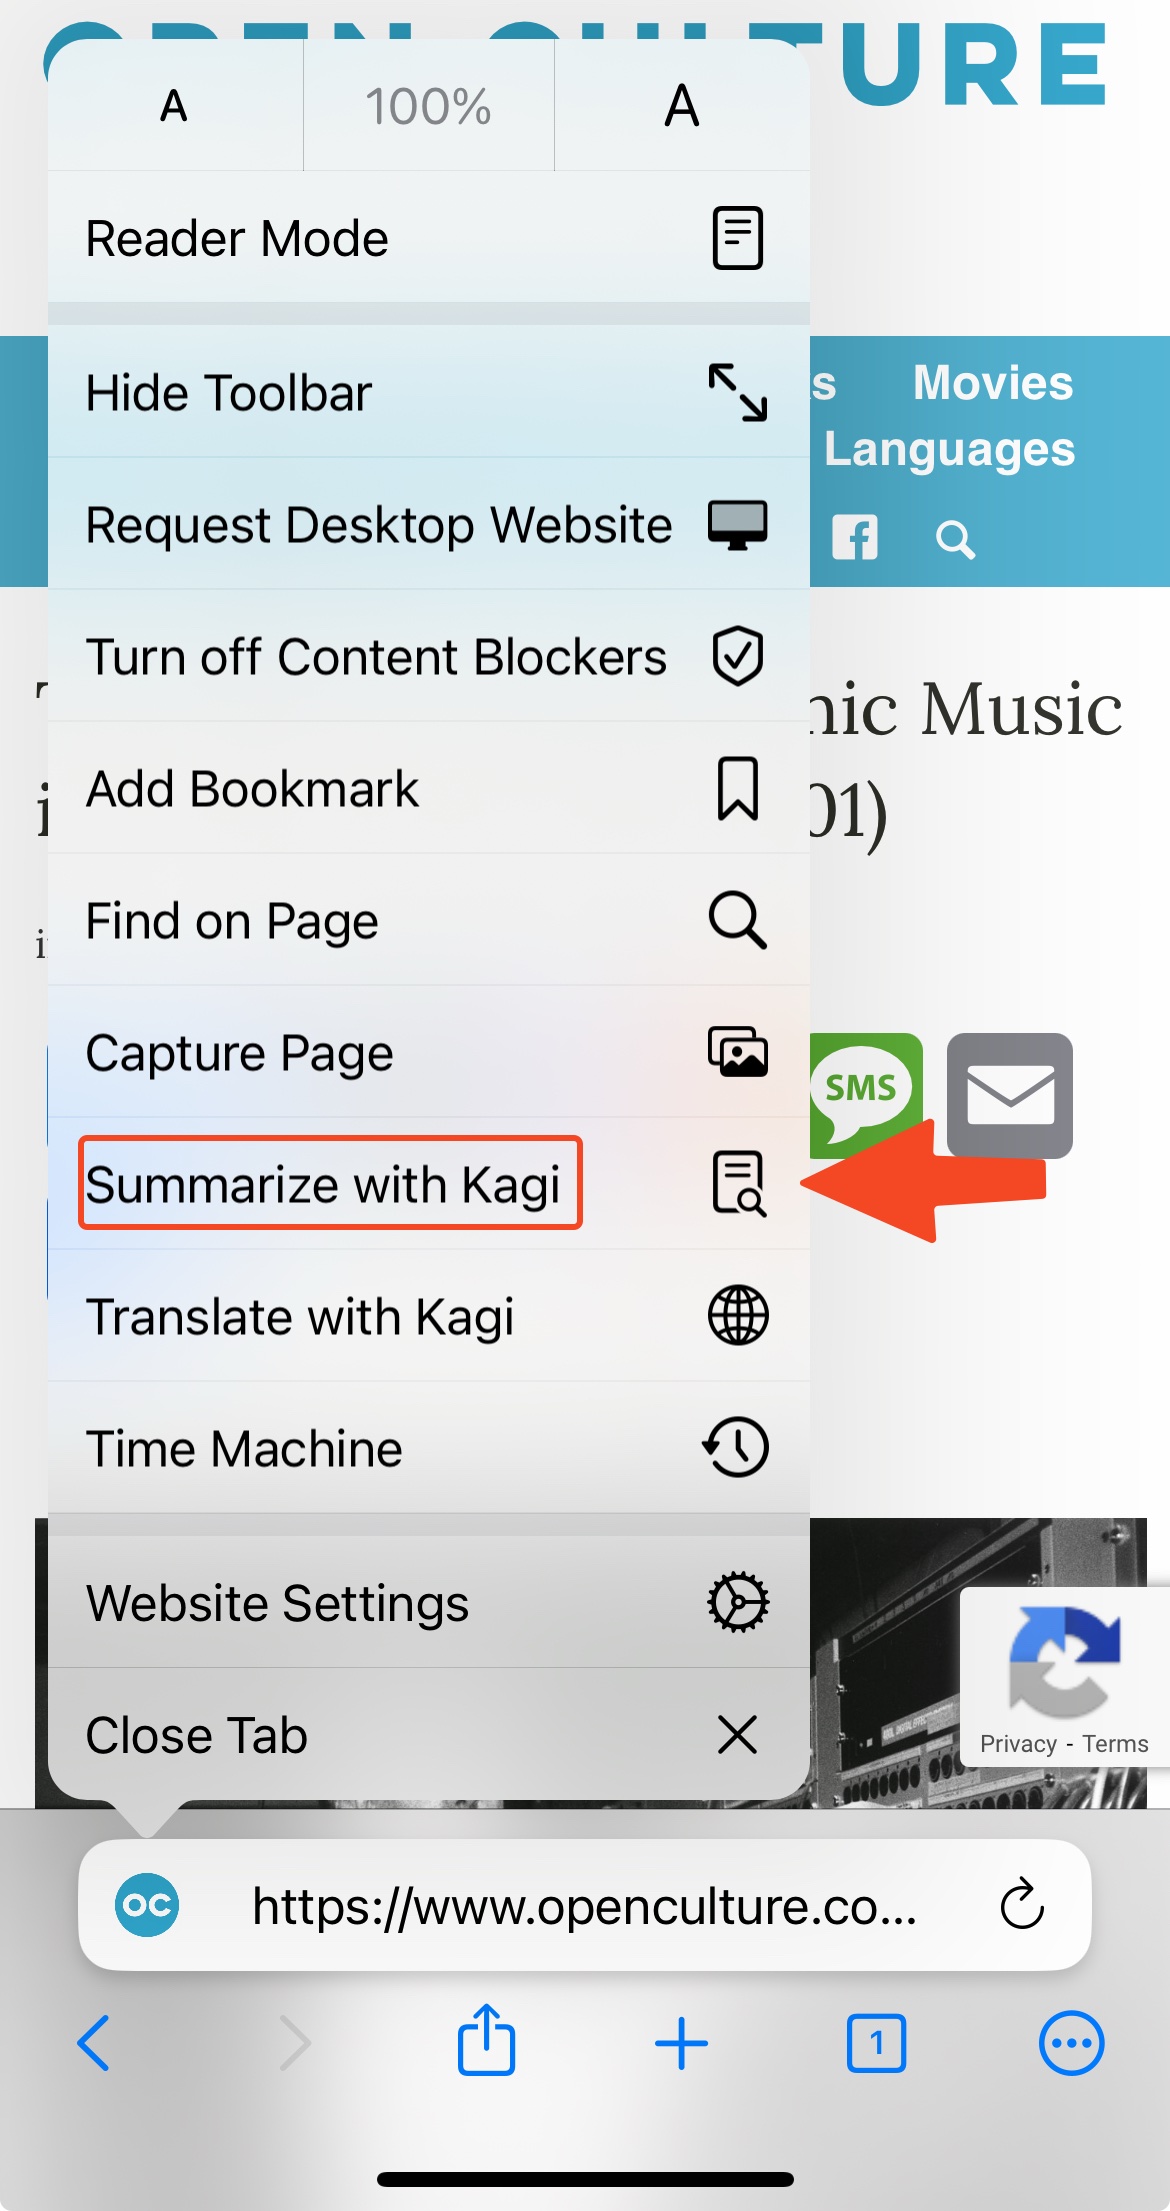 OPEN CULTURE
A 100% A
Reader Mode
Hide Toolbar
Movies
Request Desktop Website
Languages
Turn off Content Blockers
Music
Add Bookmark
01)
Find on Page
Capture Page
SMS
Summarize with Kagi
Translate with Kagi
Time Machine
Website Settings
Privacy - Terms
Close Tab
OC https://www.openculture.co...
1